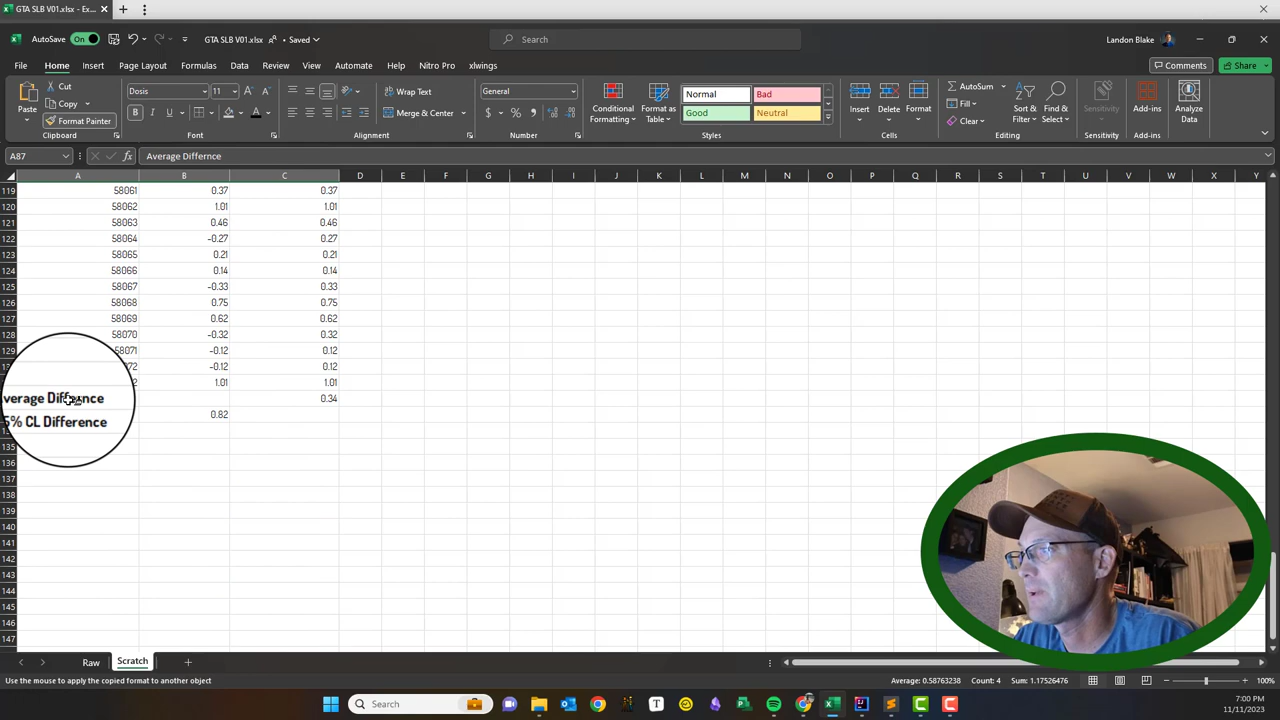 GTA SLB V01.xlsx - Ex...
AutoSave On GTA SLB V01.xlsx Saved Search Landon Blake
File Home Insert Page Layout Formulas Data Review View Automate Help Nitro Pro xlwings Comments Share
Paste Cut Copy Format Painter Clipboard
Dosis 11 B I U Font
Wrap Text Merge & Center Alignment
General $ % Number
Conditional Formatting Format as Table Normal Bad Good Neutral Styles
Insert Delete Format Cells
AutoSum Fill Clear Sort & Filter Find & Select Editing
Sensitivity Sensitivity
Add-ins Add-ins
Analyze Data
A87 fx Average Differnce
A B C D E F G H I J K L M N O P Q R S T U V W X Y
119 58061 0.37 0.37
120 58062 1.01 1.01
121 58063 0.46 0.46
122 58064 -0.27 0.27
123 58065 0.21 0.21
124 58066 0.14 0.14
125 58067 -0.33 0.33
126 58068 0.75 0.75
127 58069 0.62 0.62
128 58070 -0.32 0.32
129 58071 -0.12 0.12
-0.12 0.12
1.01 1.01
0.34
5% CL Difference 0.82
135
136
137
138
139
140
141
142
143
144
145
146
147
Raw Scratch
Use the mouse to apply the copied format to another object Average: 0.58763238 Count: 4 Sum: 1.17526476 100%
Search 7:00 PM
11/11/2023